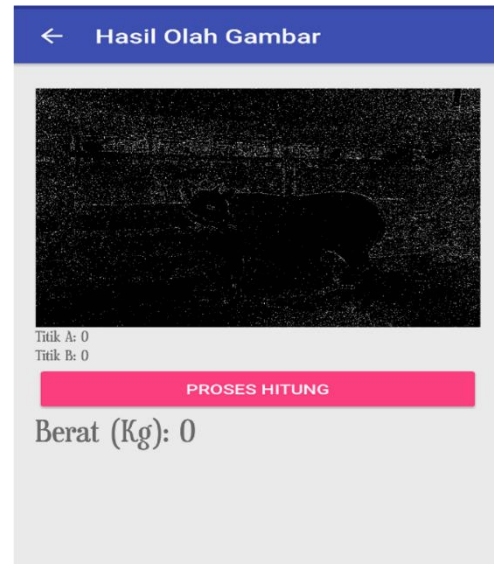 Hasil Olah Gambar
Titik A: 0
Titik B: 0
PROSES HITUNG
Berat (Kg): 0